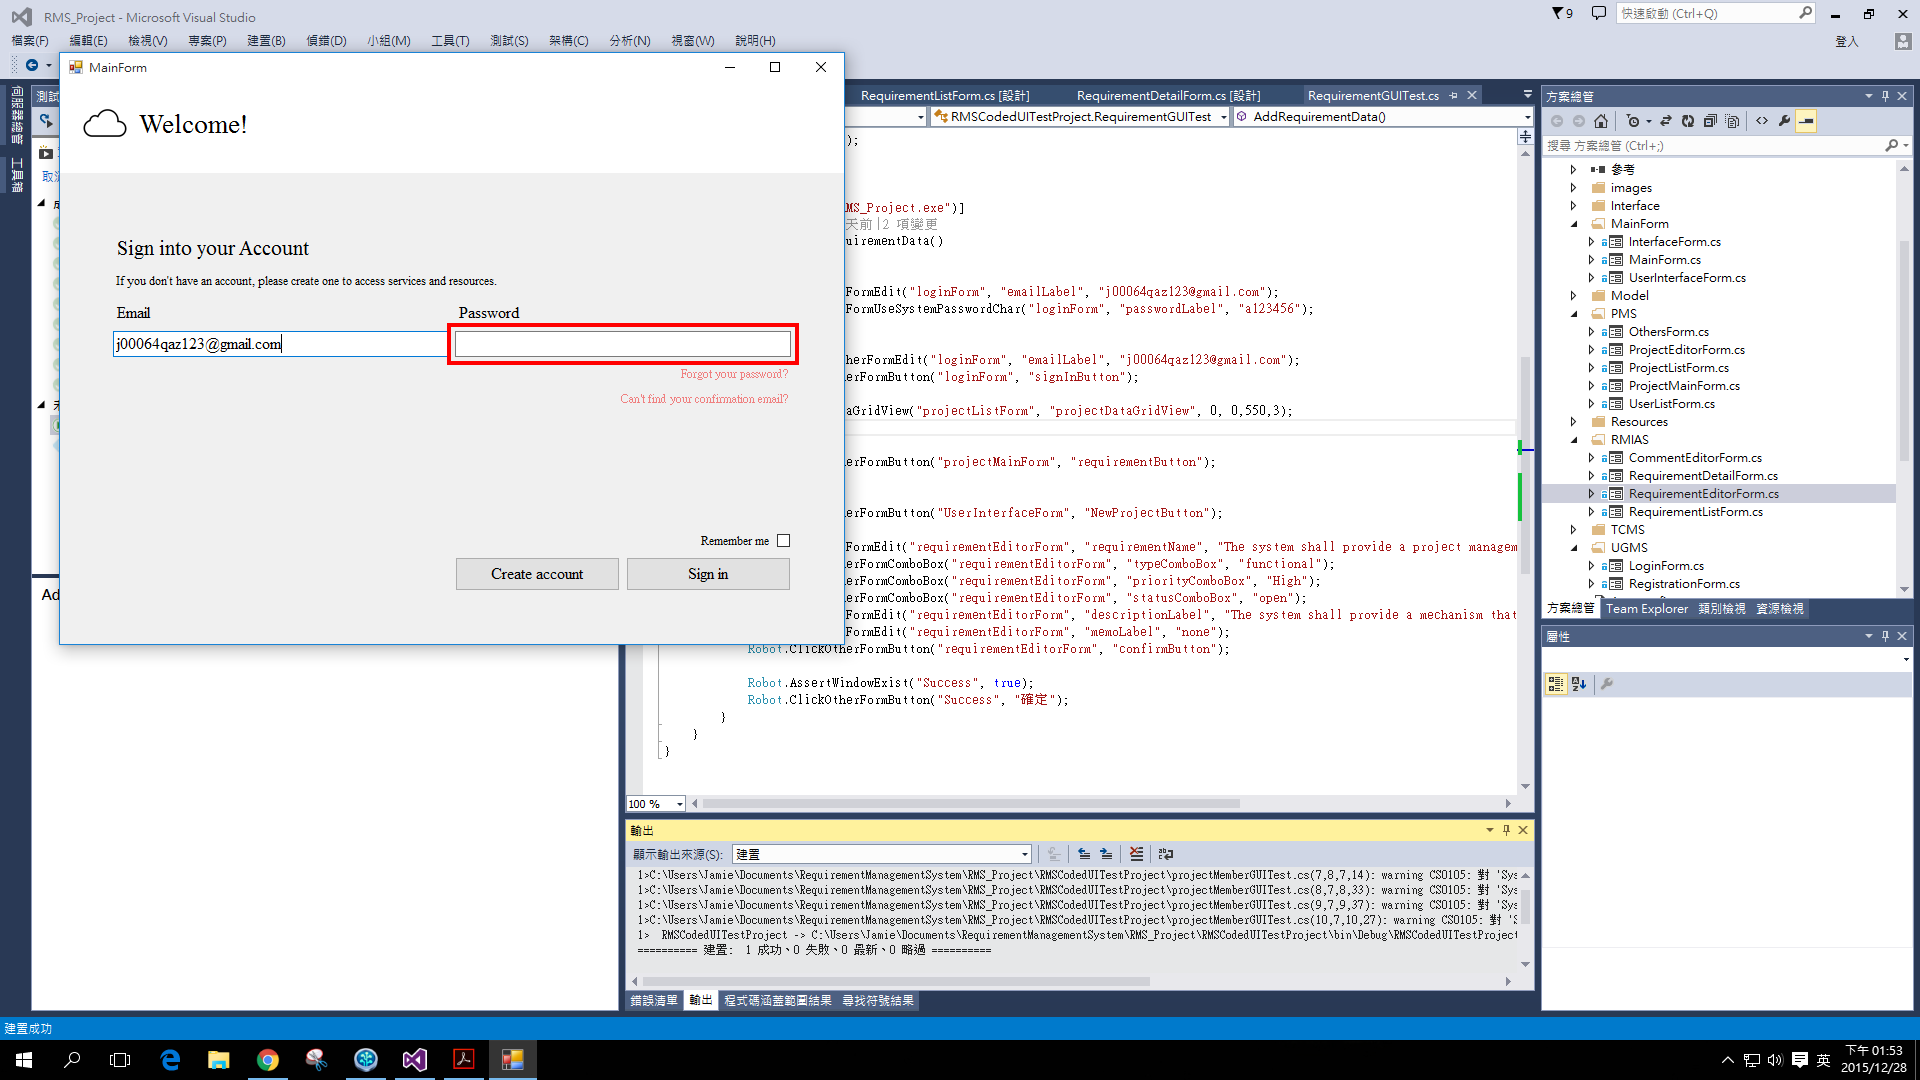 RMS_Project - Microsoft Visual Studio
9
快速啟動 (Ctrl+Q)
檔案(F) 編輯(E) 檢視(V) 專案(P) 建置(B) 偵錯(D) 小組(M) 工具(T) 測試(S) 架構(C) 分析(N) 視窗(W) 說明(H)
登入
伺服器總管
工具箱
MainForm
Welcome!
Sign into your Account
If you don't have an account, please create one to access services and resources.
Email
Password
j00064qaz123@gmail.com
Forgot your password?
Can't find your confirmation email?
Remember me
Create account
Sign in
RequirementListForm.cs [設計]
RequirementDetailForm.cs [設計]
RequirementGUITest.cs
RMSCodedUITestProject.RequirementGUITest
AddRequirementData()
);
MS_Project.exe")]
天前|2 項變更
uirementData()
FormEdit("loginForm", "emailLabel", "j00064qaz123@gmail.com");
FormUseSystemPasswordChar("loginForm", "passwordLabel", "a123456");
herFormEdit("loginForm", "emailLabel", "j00064qaz123@gmail.com");
erFormButton("loginForm", "signInButton");
aGridView("projectListForm", "projectDataGridView", 0, 0,550,3);
erFormButton("projectMainForm", "requirementButton");
erFormButton("UserInterfaceForm", "NewProjectButton");
FormEdit("requirementEditorForm", "requirementName", "The system shall provide a project managem
erFormComboBox("requirementEditorForm", "typeComboBox", "functional");
erFormComboBox("requirementEditorForm", "priorityComboBox", "High");
erFormComboBox("requirementEditorForm", "statusComboBox", "open");
FormEdit("requirementEditorForm", "descriptionLabel", "The system shall provide a mechanism that
FormEdit("requirementEditorForm", "memoLabel", "none");
Robot.ClickOtherFormButton("requirementEditorForm", "confirmButton");
Robot.AssertWindowExist("Success", true);
Robot.ClickOtherFormButton("Success", "確定");
}
}
}
100 %
輸出
顯示輸出來源(S): 建置
1>C:\Users\Jamie\Documents\RequirementManagementSystem\RMS_Project\RMSCodedUITestProject\projectMemberGUITest.cs(7,8,7,14): warning CS0105: 對 'Sys
1>C:\Users\Jamie\Documents\RequirementManagementSystem\RMS_Project\RMSCodedUITestProject\projectMemberGUITest.cs(8,7,8,33): warning CS0105: 對 'Sys
1>C:\Users\Jamie\Documents\RequirementManagementSystem\RMS_Project\RMSCodedUITestProject\projectMemberGUITest.cs(9,7,9,37): warning CS0105: 對 'Sys
1>C:\Users\Jamie\Documents\RequirementManagementSystem\RMS_Project\RMSCodedUITestProject\projectMemberGUITest.cs(10,7,10,27): warning CS0105: 對 'S
1> RMSCodedUITestProject -> C:\Users\Jamie\Documents\RequirementManagementSystem\RMS_Project\RMSCodedUITestProject\bin\Debug\RMSCodedUITestProject
========== 建置: 1 成功、0 失敗、0 最新、0 略過 ==========
錯誤清單 輸出 程式碼涵蓋範圍結果 尋找符號結果
方案總管
搜尋 方案總管 (Ctrl+;)
參考
images
Interface
MainForm
InterfaceForm.cs
MainForm.cs
UserInterfaceForm.cs
Model
PMS
OthersForm.cs
ProjectEditorForm.cs
ProjectListForm.cs
ProjectMainForm.cs
UserListForm.cs
Resources
RMIAS
CommentEditorForm.cs
RequirementDetailForm.cs
RequirementEditorForm.cs
RequirementListForm.cs
TCMS
UGMS
LoginForm.cs
RegistrationForm.cs
方案總管 Team Explorer 類別檢視 資源檢視
屬性
測試
取消
Ad
建置成功
英
下午 01:53
2015/12/28